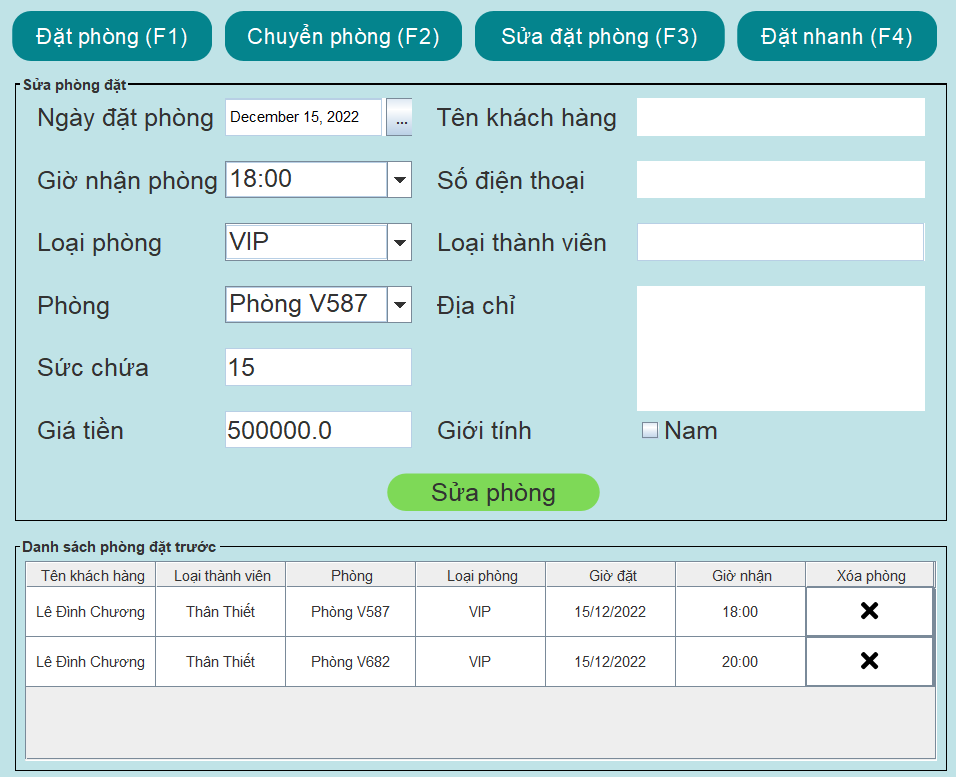 Đặt phòng (F1) Chuyển phòng (F2) Sửa đặt phòng (F3) Đặt nhanh (F4)
Sửa phòng đặt
Ngày đặt phòng December 15, 2022 ... Tên khách hàng
Giờ nhận phòng 18:00 Số điện thoại
Loại phòng VIP Loại thành viên
Phòng Phòng V587 Địa chỉ
Sức chứa 15
Giá tiền 500000.0 Giới tính Nam
Sửa phòng
Danh sách phòng đặt trước
Tên khách hàng Loại thành viên Phòng Loại phòng Giờ đặt Giờ nhận Xóa phòng
Lê Đình Chương Thân Thiết Phòng V587 VIP 15/12/2022 18:00
Lê Đình Chương Thân Thiết Phòng V682 VIP 15/12/2022 20:00